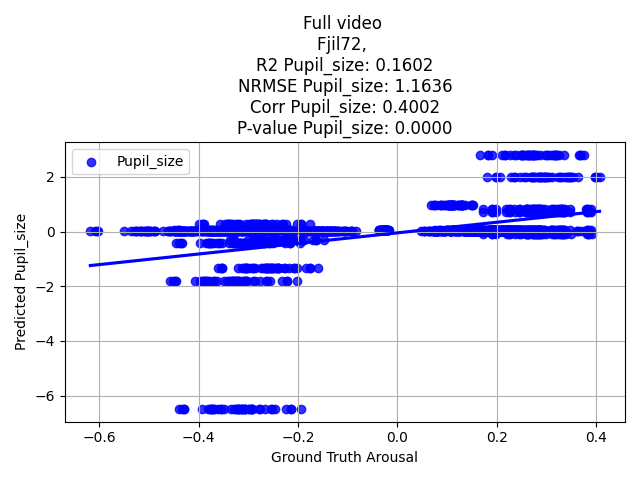 Full video
Fjil72,
R2 Pupil_size: 0.1602
NRMSE Pupil_size: 1.1636
Corr Pupil_size: 0.4002
P-value Pupil_size: 0.0000
Pupil_size
2
0
−2
−4
−6
Predicted Pupil_size
−0.6 −0.4 −0.2 0.0 0.2 0.4
Ground Truth Arousal